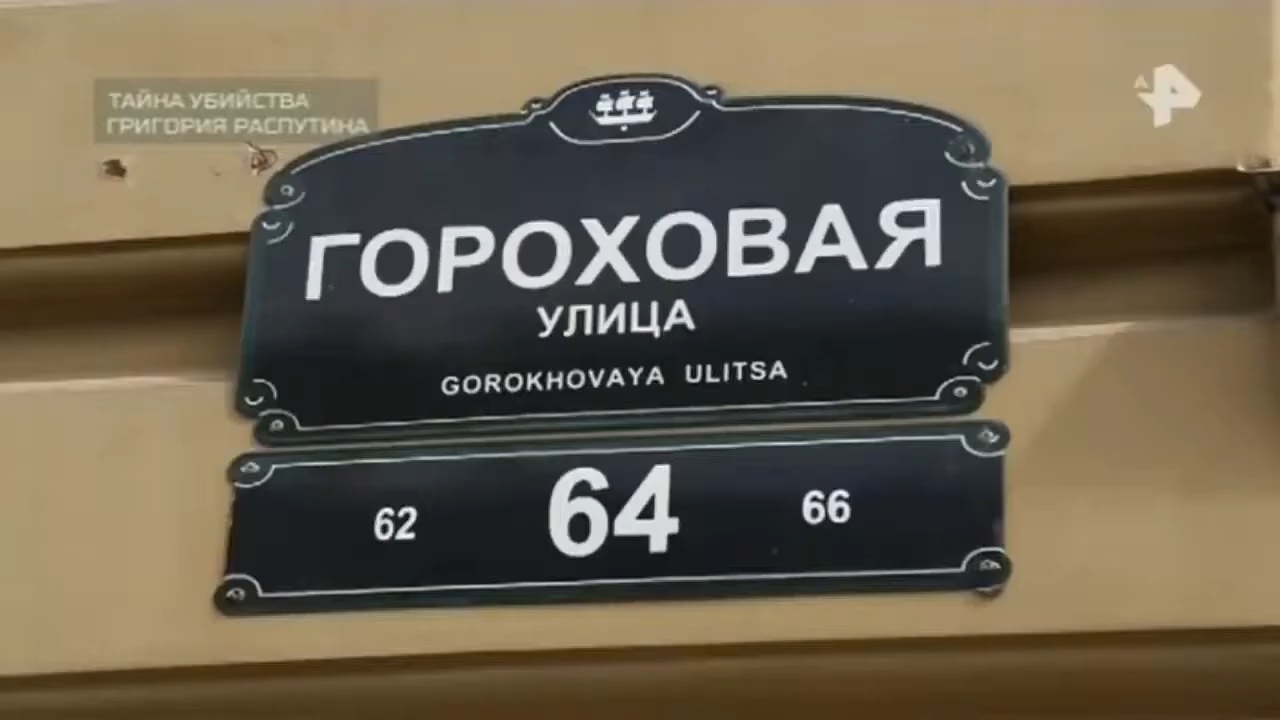 ТАЙНА УБИЙСТВА
ГРИГОРИЯ РАСПУТИНА
ГОРОХОВАЯ
УЛИЦА
GOROKHOVAYA ULITSA
62 64 66